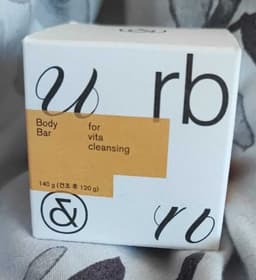 &
u rb
Body for
Bar vita
cleansing
140 g (건조 후 120 g)
& rb